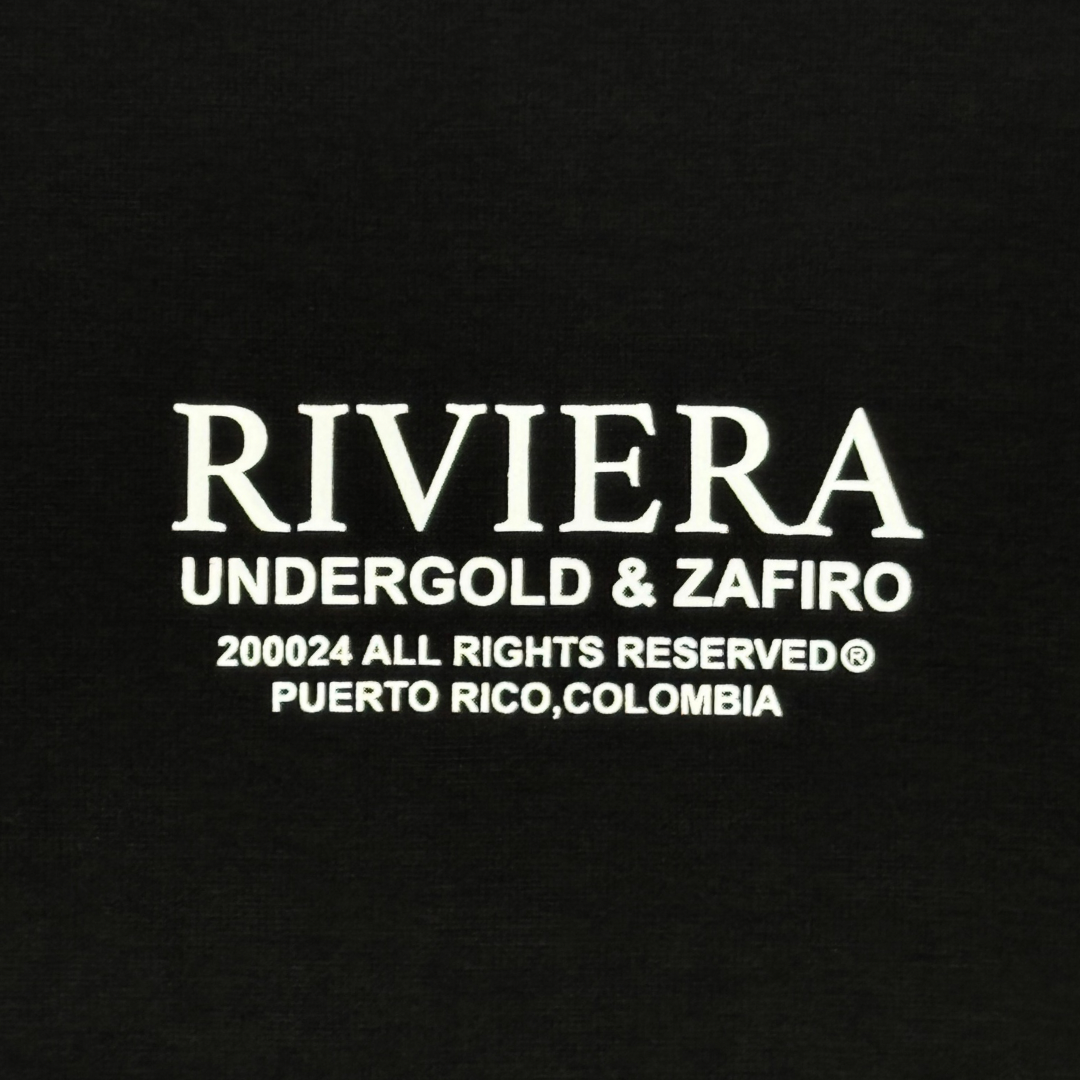 RIVIERA
UNDERGOLD & ZAFIRO
200024 ALL RIGHTS RESERVED®
PUERTO RICO,COLOMBIA